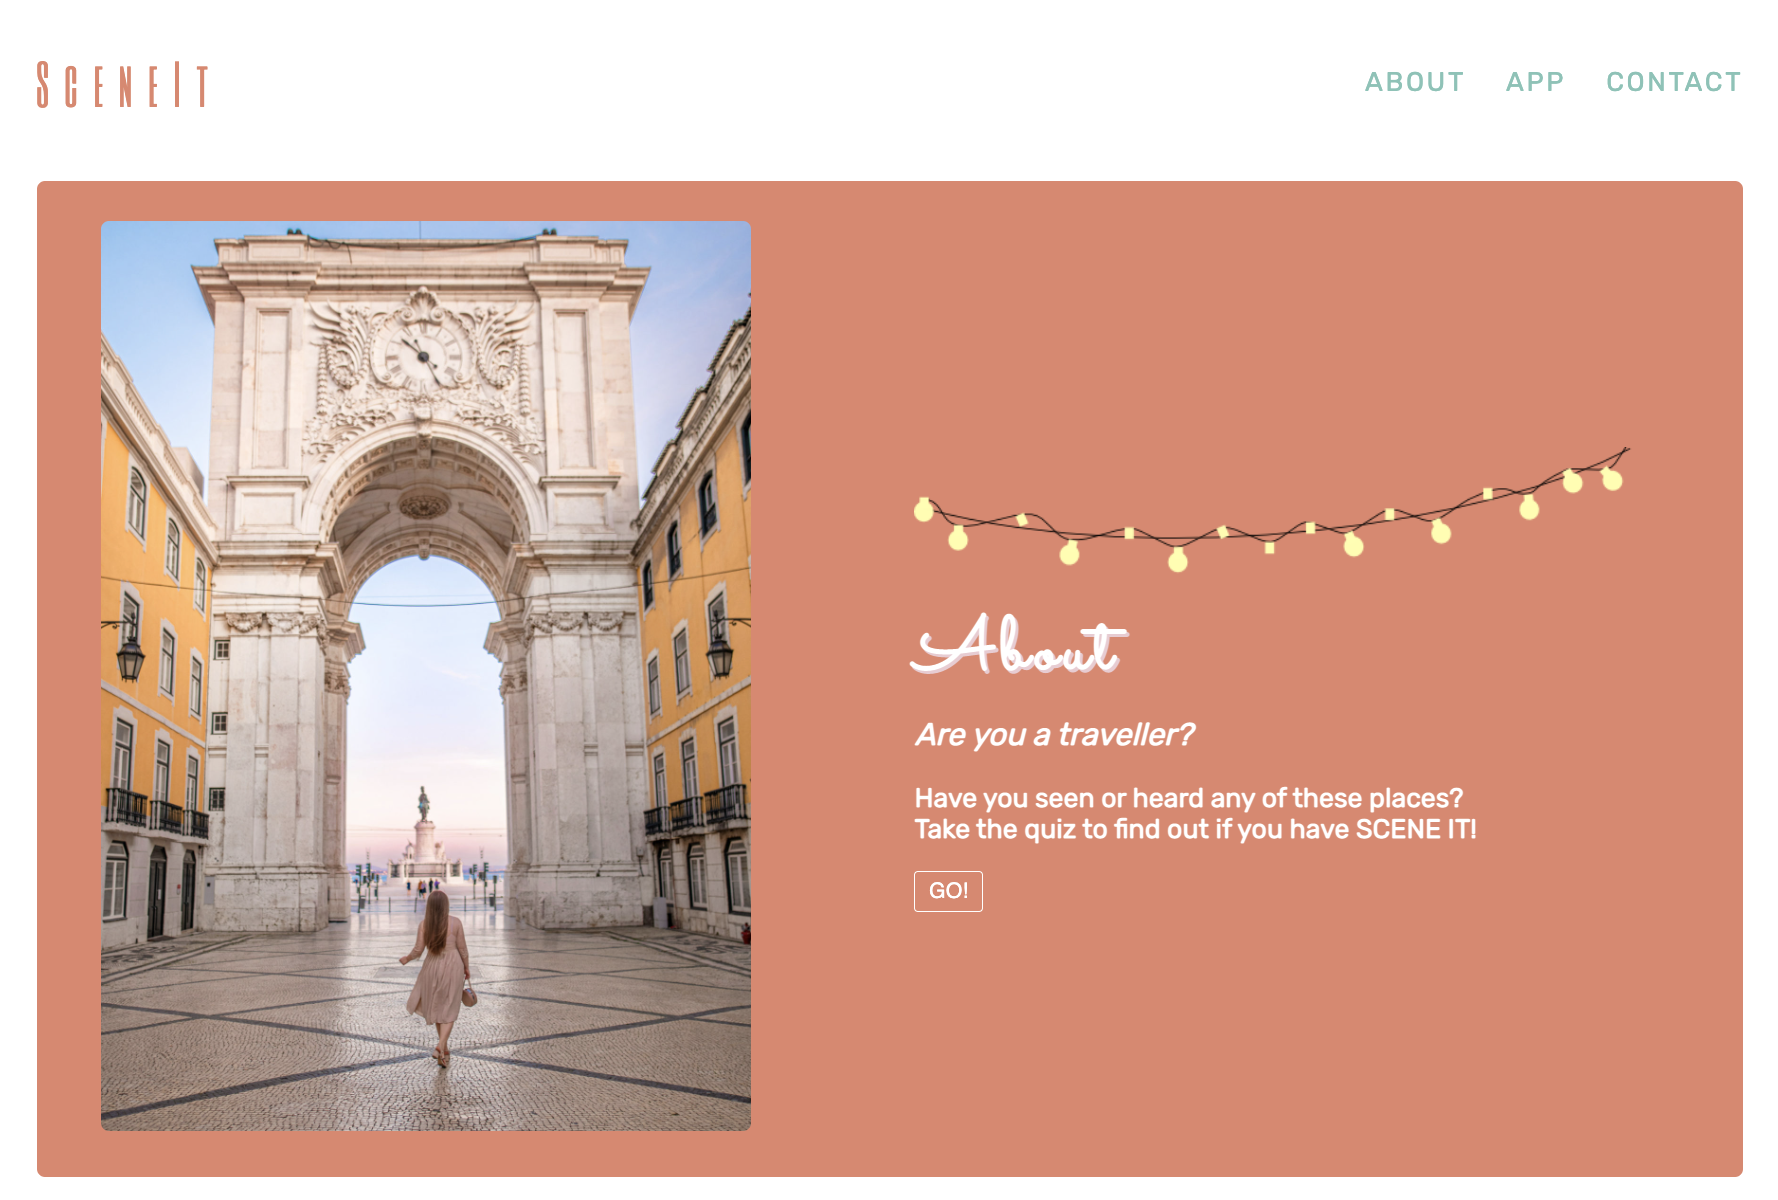 SCENEIT
ABOUT APP CONTACT
About
Are you a traveller?
Have you seen or heard any of these places?
Take the quiz to find out if you have SCENE IT!
GO!